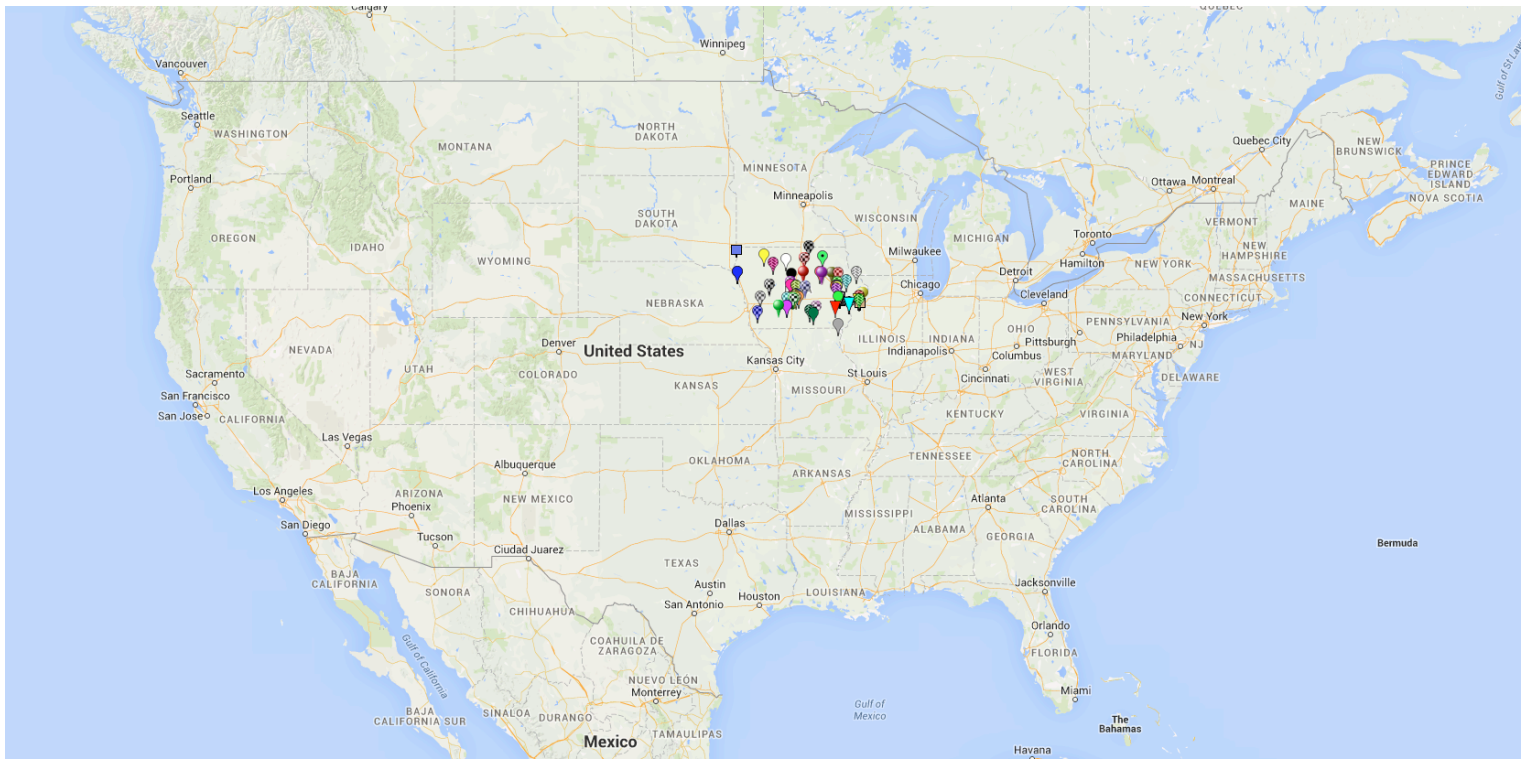 Calgary
QUEBEC
Winnipeg
Vancouver
Gulf of St Law
Seattle
WASHINGTON
NORTH
DAKOTA
MONTANA
Quebec City
NEW
BRUNSWICK
MINNESOTA
PRINCE
EDWARD
ISLAND
Portland
Ottawa
Montreal
Minneapolis
NOVA SCOTIA
MAINE
SOUTH
DAKOTA
WISCONSIN
VERMONT
OREGON
IDAHO
MICHIGAN
Toronto
NEW
HAMPSHIRE
Milwaukee
WYOMING
Hamilton
NEW YORK
Detroit
MASSACHUSETTS
Chicago
NEBRASKA
Cleveland
CONNECTICUT
PENNSYLVANIA
New York
OHIO
Pittsburgh
Philadelphia
NJ
ILLINOIS
INDIANA
Denver
United States
NEVADA
Indianapolis
Columbus
MARYLAND
Kansas City
UTAH
COLORADO
St Louis
WEST
VIRGINIA
DELAWARE
Sacramento
Cincinnati
KANSAS
MISSOURI
San Francisco
San Jose
CALIFORNIA
KENTUCKY
VIRGINIA
Las Vegas
TENNESSEE
NORTH
CAROLINA
Albuquerque
OKLAHOMA
ARKANSAS
Los Angeles
ARIZONA
Phoenix
NEW MEXICO
Atlanta
SOUTH
CAROLINA
MISSISSIPPI
San Diego
Dallas
ALABAMA
GEORGIA
Tucson
Bermuda
Ciudad Juarez
TEXAS
BAJA
CALIFORNIA
SONORA
Austin
Jacksonville
Houston
LOUISIANA
San Antonio
CHIHUAHUA
Orlando
COAHUILA DE
ZARAGOZA
Gulf of California
FLORIDA
NUEVO LEÓN
Monterrey
Miami
Gulf of
Mexico
BAJA
CALIFORNIA SUR
SINALOA
DURANGO
The
Bahamas
TAMAULIPAS
Mexico
Havana